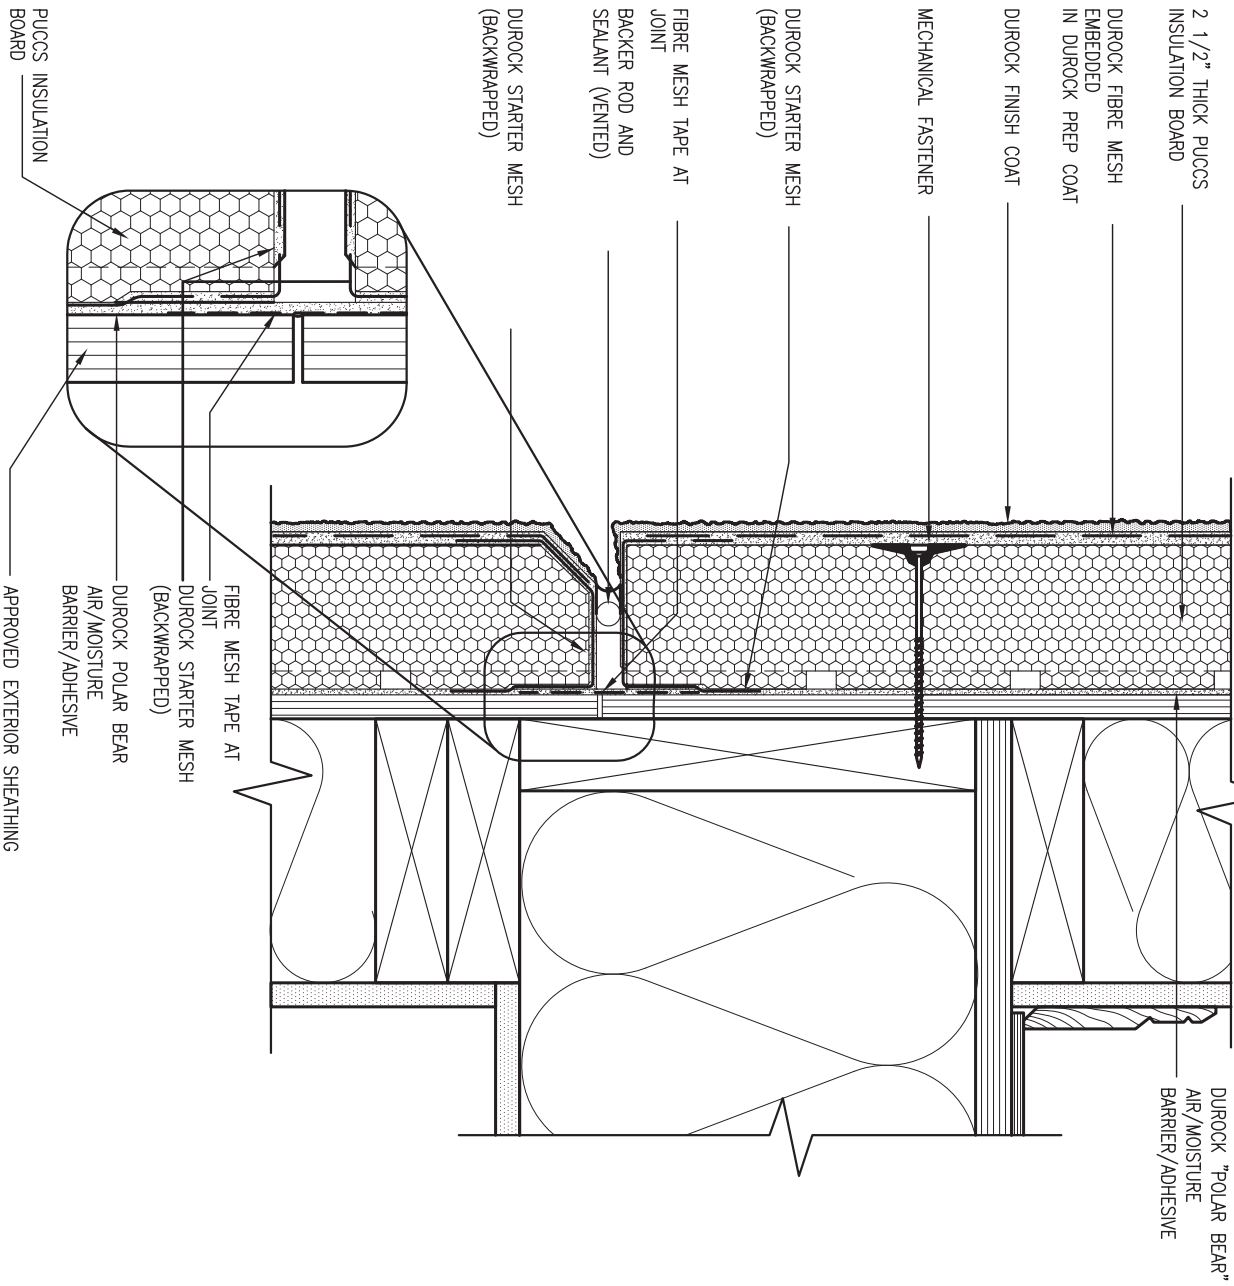 2 1/2" THICK PUCCS
INSULATION BOARD
DUROCK FIBRE MESH
EMBEDDED
IN DUROCK PREP COAT
DUROCK FINISH COAT
MECHANICAL FASTENER
DUROCK STARTER MESH
(BACKWRAPPED)
FIBRE MESH TAPE AT
JOINT
BACKER ROD AND
SEALANT (VENTED)
DUROCK STARTER MESH
(BACKWRAPPED)
PUCCS INSULATION
BOARD
DUROCK "POLAR BEAR"
AIR/MOISTURE
BARRIER/ADHESIVE
FIBRE MESH TAPE AT
JOINT
DUROCK STARTER MESH
(BACKWRAPPED)
DUROCK POLAR BEAR
AIR/MOISTURE
BARRIER/ADHESIVE
APPROVED EXTERIOR SHEATHING